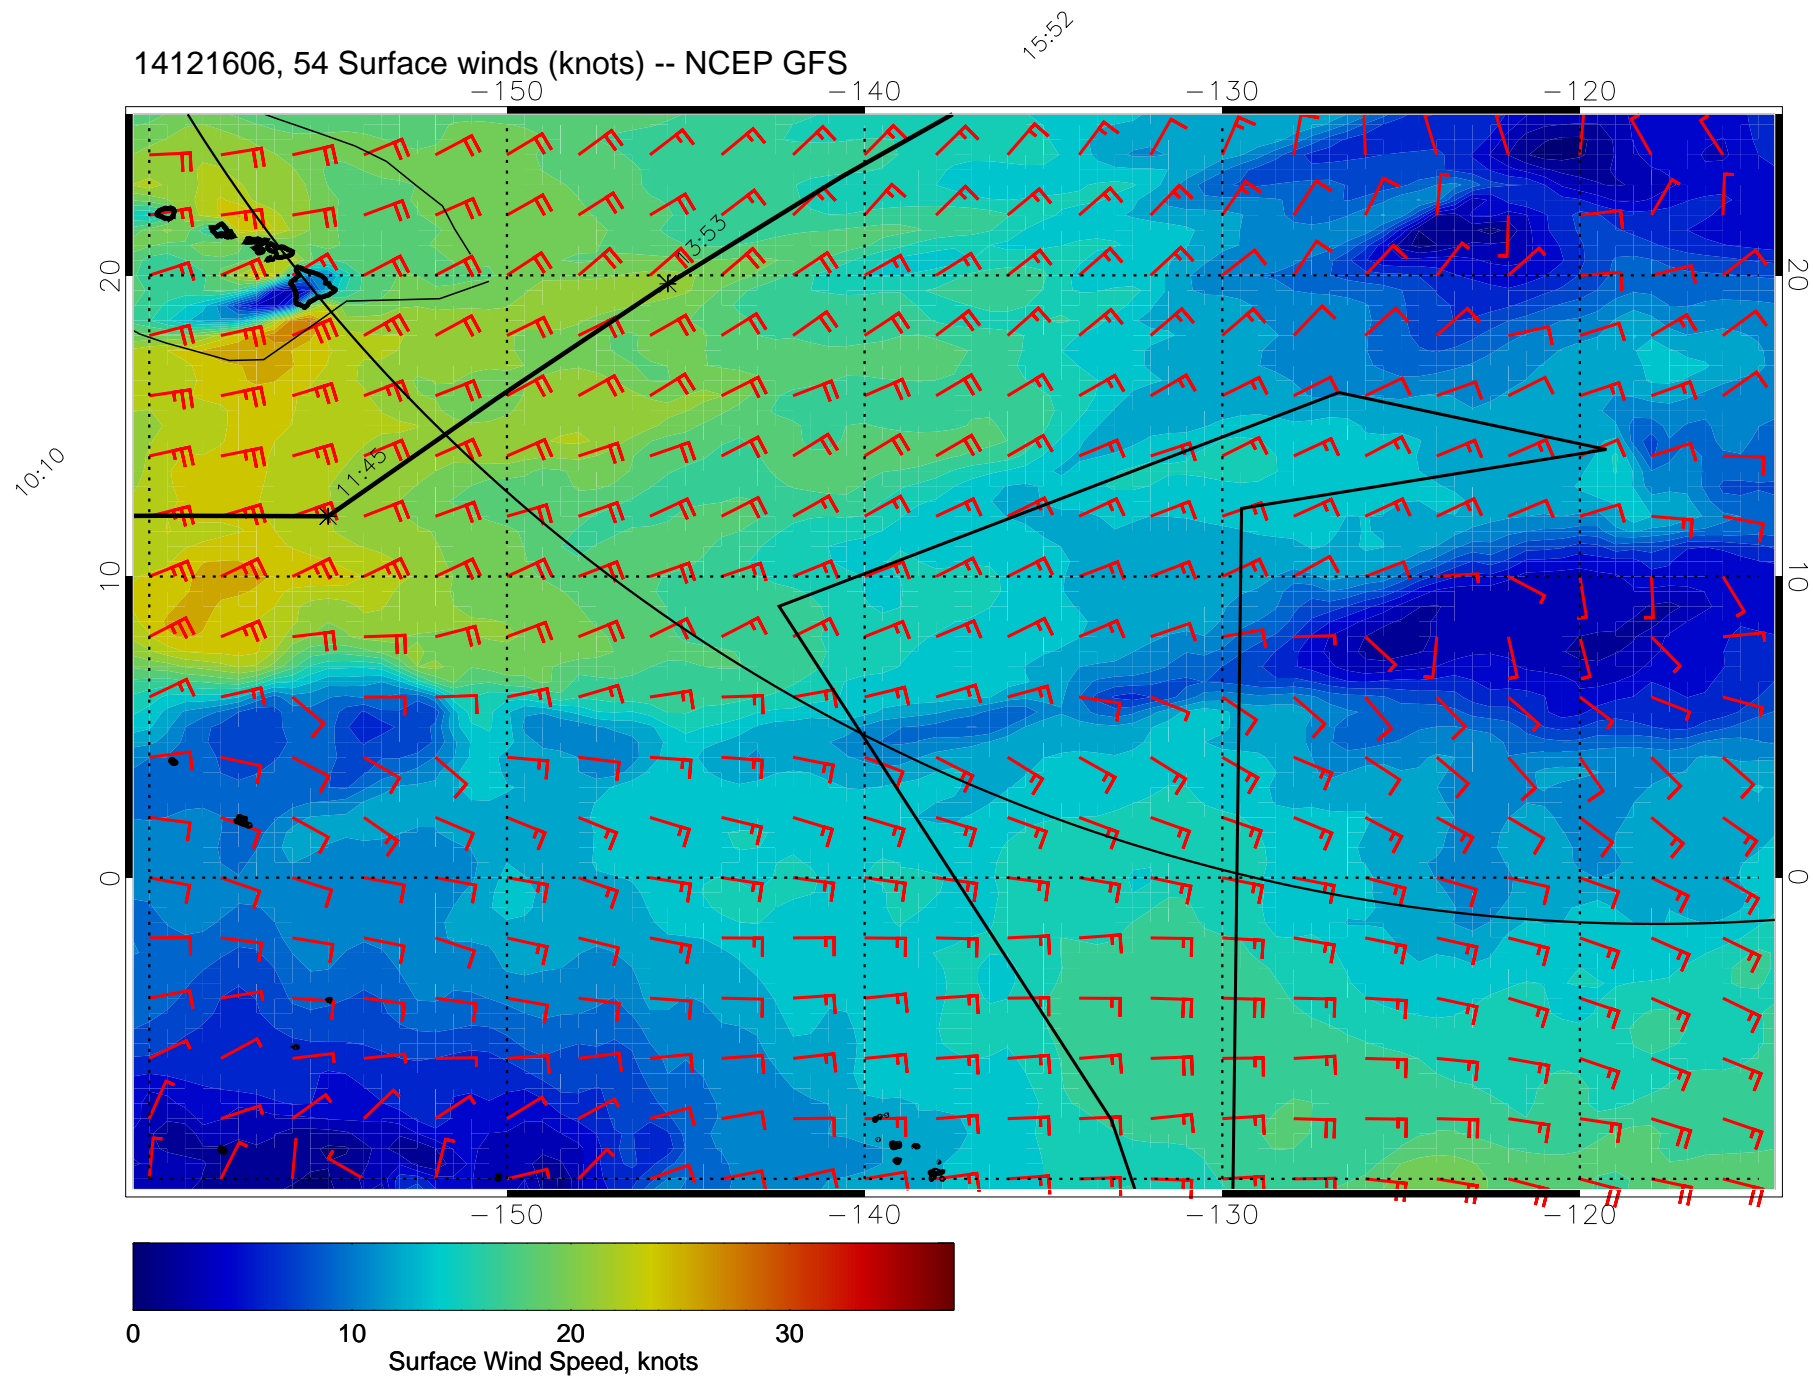 15:52
14121606, 54 Surface winds (knots) -- NCEP GFS
−150 −140 −130 −120
13:53
20 20
10:10
11:45
10 10
0 0
−150 −140 −130 −120
0 10 20 30
Surface Wind Speed, knots